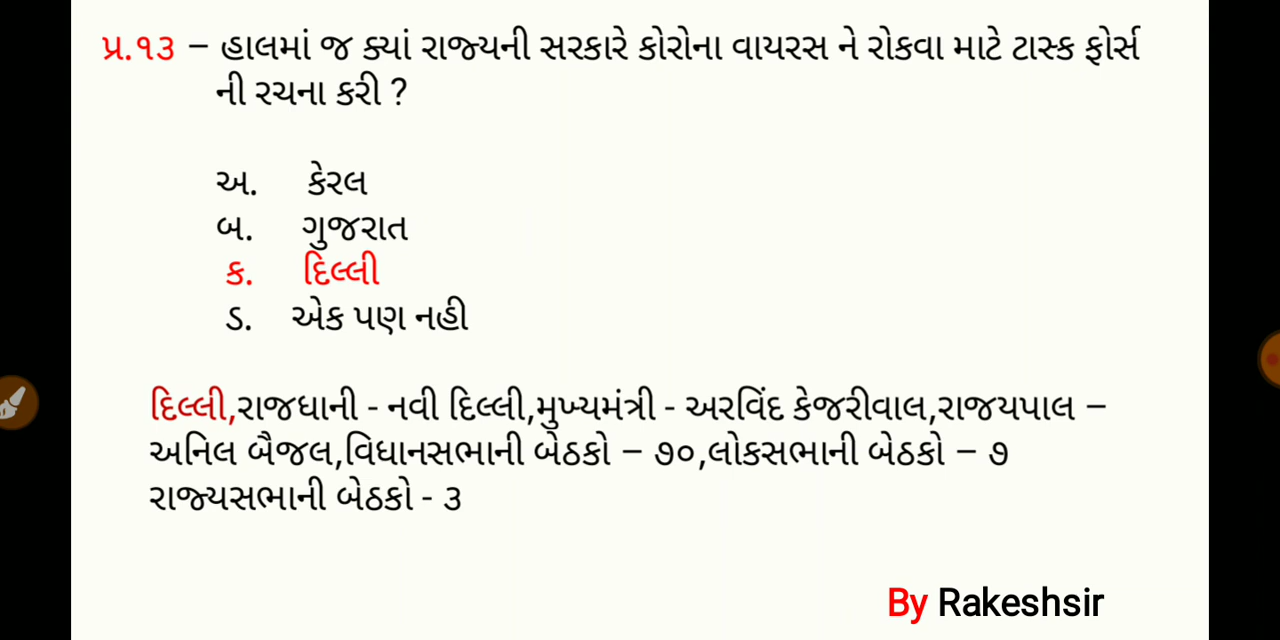 પ્ર.૧૩ – હાલમાં જ ક્યાં રાજ્યની સરકારે કોરોના વાયરસ ને રોકવા માટે ટાસ્ક ફોર્સ
ની રચના કરી ?
અ. કેરલ
બ. ગુજરાત
ક. દિલ્લી
ડ. એક પણ નહી
દિલ્લી,રાજધાની - નવી દિલ્લી,મુખ્યમંત્રી - અરવિંદ કેજરીવાલ,રાજયપાલ –
અનિલ બૈજલ,વિધાનસભાની બેઠકો – ૭૦,લોકસભાની બેઠકો – ૭
રાજ્યસભાની બેઠકો - ૩
By Rakeshsir